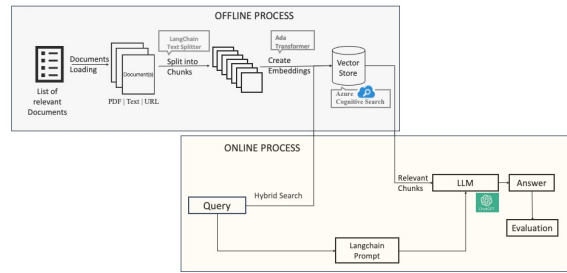 OFFLINE PROCESS
LangChain
Text Splitter
Ada
Transformer
Documents
Loading
Split into
Chunks
Create
Embeddings
Document(s)
Vector
Store
List of
relevant
Documents
PDF | Text | URL
Azure
Cognitive Search
ONLINE PROCESS
Query
Hybrid Search
Relevant
Chunks
LLM
Answer
ChatGPT
Evaluation
Langchain
Prompt